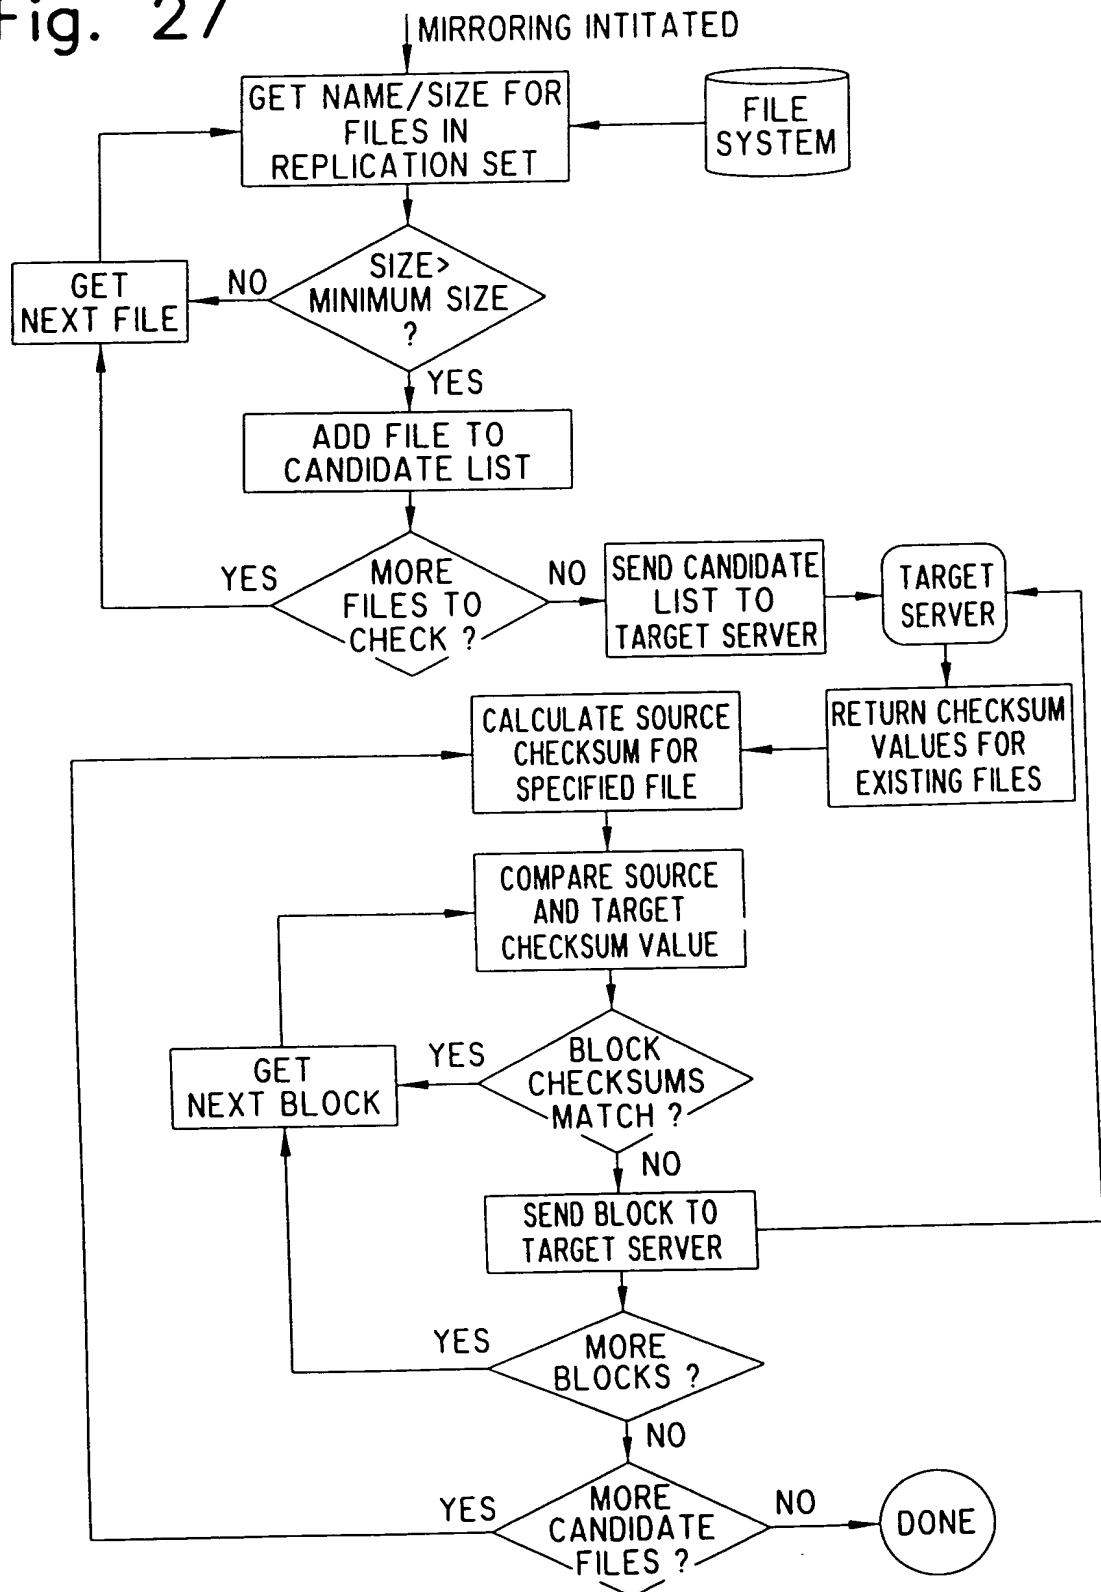 Fig. 27
MIRRORING INTITATED
GET NAME/SIZE FOR
FILES IN
REPLICATION SET
FILE
SYSTEM
SIZE>
MINIMUM SIZE
?
NO
GET
NEXT FILE
YES
ADD FILE TO
CANDIDATE LIST
MORE
FILES TO
CHECK ?
YES
NO
SEND CANDIDATE
LIST TO
TARGET SERVER
TARGET
SERVER
RETURN CHECKSUM
VALUES FOR
EXISTING FILES
CALCULATE SOURCE
CHECKSUM FOR
SPECIFIED FILE
COMPARE SOURCE
AND TARGET
CHECKSUM VALUE
BLOCK
CHECKSUMS
MATCH ?
YES
GET
NEXT BLOCK
NO
SEND BLOCK TO
TARGET SERVER
MORE
BLOCKS ?
YES
NO
MORE
CANDIDATE
FILES ?
YES
NO
DONE